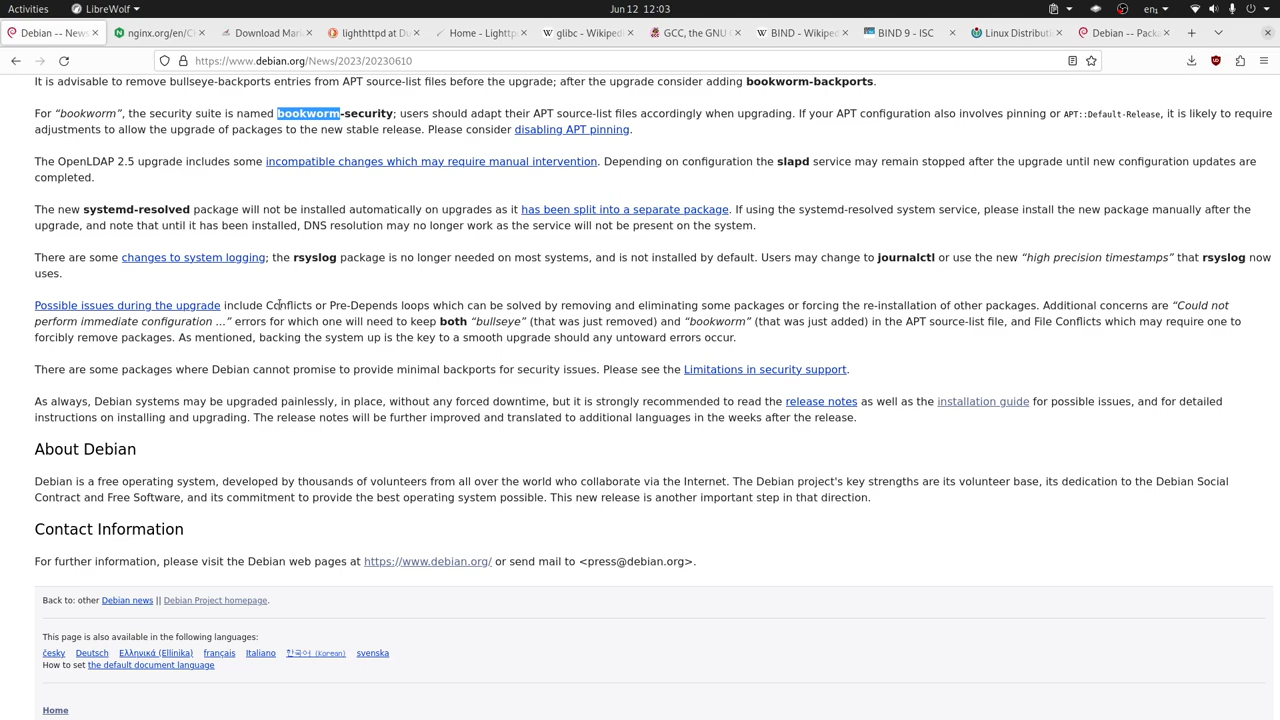 Activities LibreWolf Jun 12 12:03 en₁
Debian -- News nginx.org/en/C Download Mar lighthttpd at Du Home - Lighttp glibc - Wikiped GCC, the GNU C BIND - Wikiped BIND 9 - ISC Linux Distribut Debian -- Pack
https://www.debian.org/News/2023/20230610
It is advisable to remove bullseye-backports entries from APT source-list files before the upgrade; after the upgrade consider adding bookworm-backports.
For “bookworm”, the security suite is named bookworm-security; users should adapt their APT source-list files accordingly when upgrading. If your APT configuration also involves pinning or APT::Default-Release, it is likely to require
adjustments to allow the upgrade of packages to the new stable release. Please consider disabling APT pinning.
The OpenLDAP 2.5 upgrade includes some incompatible changes which may require manual intervention. Depending on configuration the slapd service may remain stopped after the upgrade until new configuration updates are
completed.
The new systemd-resolved package will not be installed automatically on upgrades as it has been split into a separate package. If using the systemd-resolved system service, please install the new package manually after the
upgrade, and note that until it has been installed, DNS resolution may no longer work as the service will not be present on the system.
There are some changes to system logging; the rsyslog package is no longer needed on most systems, and is not installed by default. Users may change to journalctl or use the new “high precision timestamps” that rsyslog now
uses.
Possible issues during the upgrade include Conflicts or Pre-Depends loops which can be solved by removing and eliminating some packages or forcing the re-installation of other packages. Additional concerns are “Could not
perform immediate configuration ...” errors for which one will need to keep both “bullseye” (that was just removed) and “bookworm” (that was just added) in the APT source-list file, and File Conflicts which may require one to
forcibly remove packages. As mentioned, backing the system up is the key to a smooth upgrade should any untoward errors occur.
There are some packages where Debian cannot promise to provide minimal backports for security issues. Please see the Limitations in security support.
As always, Debian systems may be upgraded painlessly, in place, without any forced downtime, but it is strongly recommended to read the release notes as well as the installation guide for possible issues, and for detailed
instructions on installing and upgrading. The release notes will be further improved and translated to additional languages in the weeks after the release.
About Debian
Debian is a free operating system, developed by thousands of volunteers from all over the world who collaborate via the Internet. The Debian project's key strengths are its volunteer base, its dedication to the Debian Social
Contract and Free Software, and its commitment to provide the best operating system possible. This new release is another important step in that direction.
Contact Information
For further information, please visit the Debian web pages at https://www.debian.org/ or send mail to <press@debian.org>.
Back to: other Debian news || Debian Project homepage.
This page is also available in the following languages:
česky Deutsch Ελληνικά (Ellinika) français Italiano 한국어 (Korean) svenska
How to set the default document language
Home